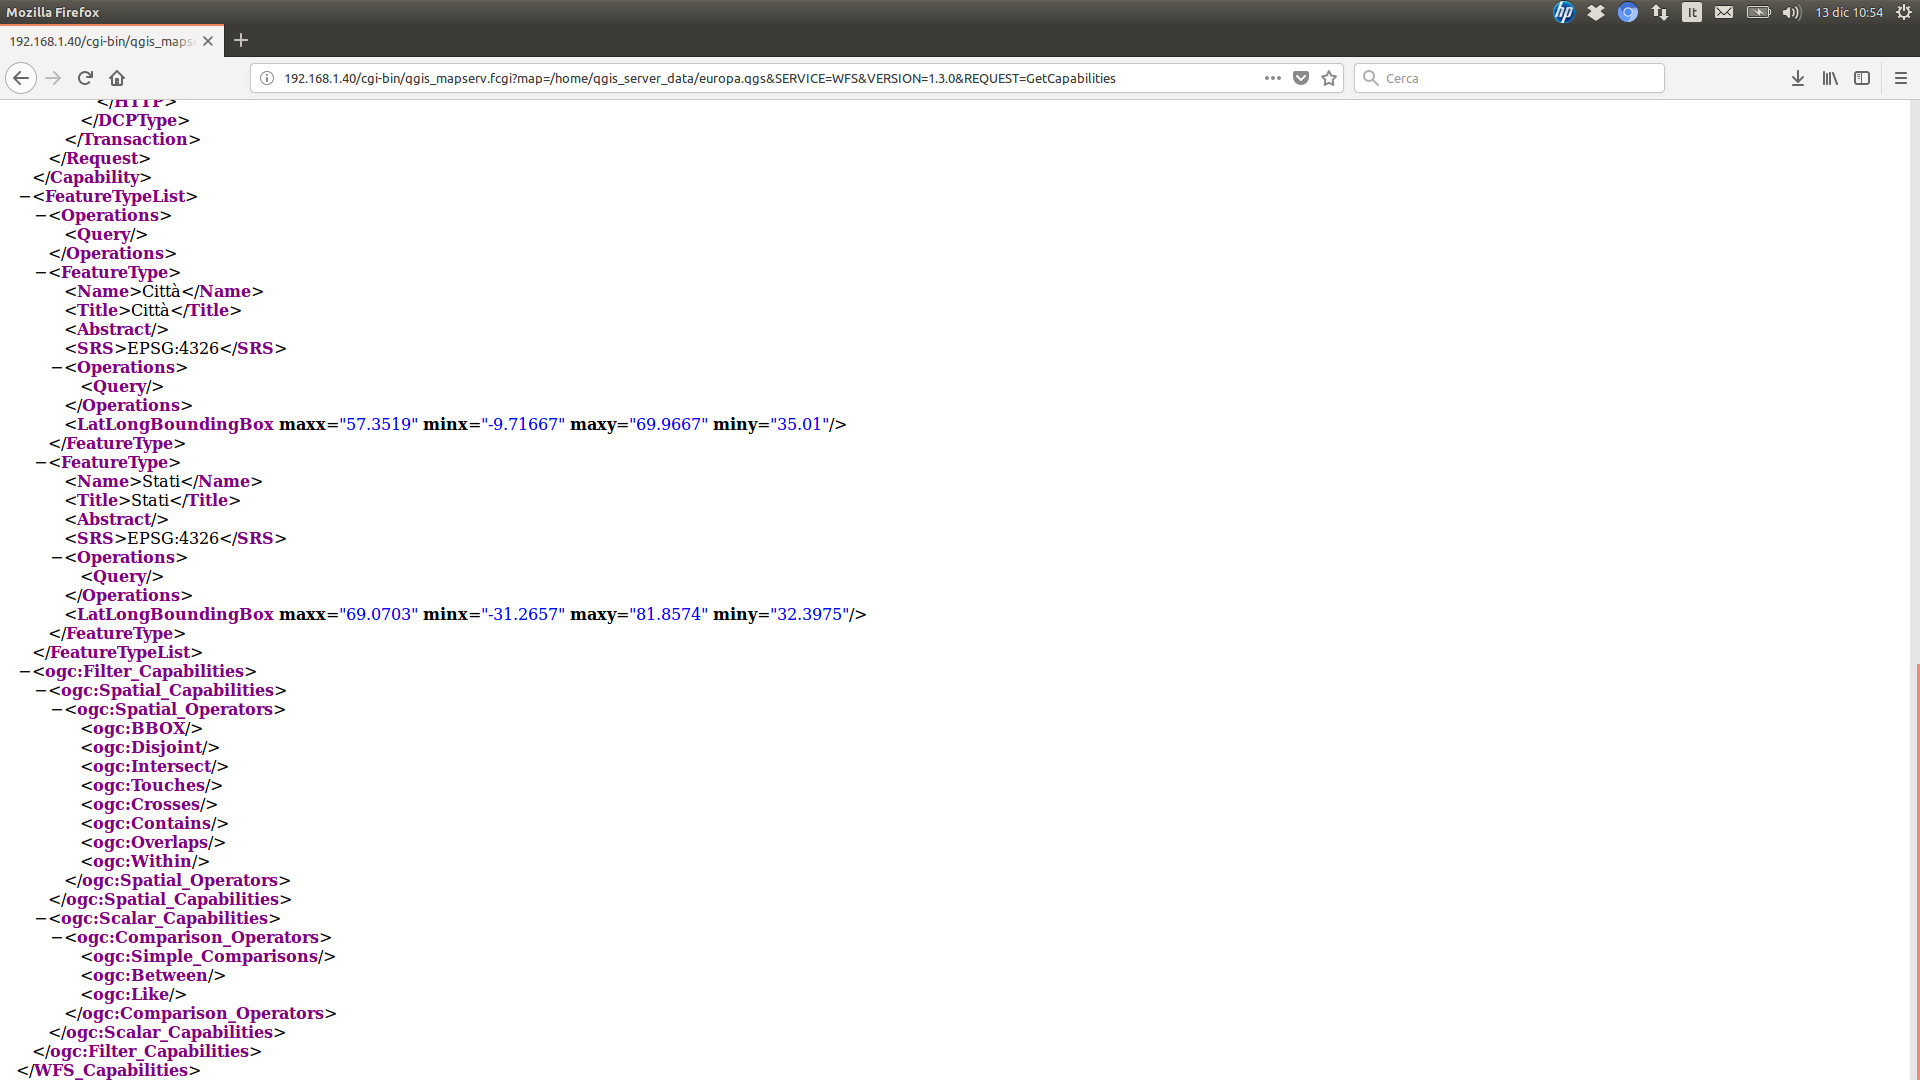 Mozilla Firefox
hp It 13 dic 10:54
192.168.1.40/cgi-bin/qgis_maps
192.168.1.40/cgi-bin/qgis_mapserv.fcgi?map=/home/qgis_server_data/europa.qgs&SERVICE=WFS&VERSION=1.3.0&REQUEST=GetCapabilities
Cerca
</HTTP>
</DCPType>
</Transaction>
</Request>
</Capability>
−<FeatureTypeList>
−<Operations>
<Query/>
</Operations>
−<FeatureType>
<Name>Città</Name>
<Title>Città</Title>
<Abstract/>
<SRS>EPSG:4326</SRS>
−<Operations>
<Query/>
</Operations>
<LatLongBoundingBox maxx="57.3519" minx="-9.71667" maxy="69.9667" miny="35.01"/>
</FeatureType>
−<FeatureType>
<Name>Stati</Name>
<Title>Stati</Title>
<Abstract/>
<SRS>EPSG:4326</SRS>
−<Operations>
<Query/>
</Operations>
<LatLongBoundingBox maxx="69.0703" minx="-31.2657" maxy="81.8574" miny="32.3975"/>
</FeatureType>
</FeatureTypeList>
−<ogc:Filter_Capabilities>
−<ogc:Spatial_Capabilities>
−<ogc:Spatial_Operators>
<ogc:BBOX/>
<ogc:Disjoint/>
<ogc:Intersect/>
<ogc:Touches/>
<ogc:Crosses/>
<ogc:Contains/>
<ogc:Overlaps/>
<ogc:Within/>
</ogc:Spatial_Operators>
</ogc:Spatial_Capabilities>
−<ogc:Scalar_Capabilities>
−<ogc:Comparison_Operators>
<ogc:Simple_Comparisons/>
<ogc:Between/>
<ogc:Like/>
</ogc:Comparison_Operators>
</ogc:Scalar_Capabilities>
</ogc:Filter_Capabilities>
</WFS_Capabilities>